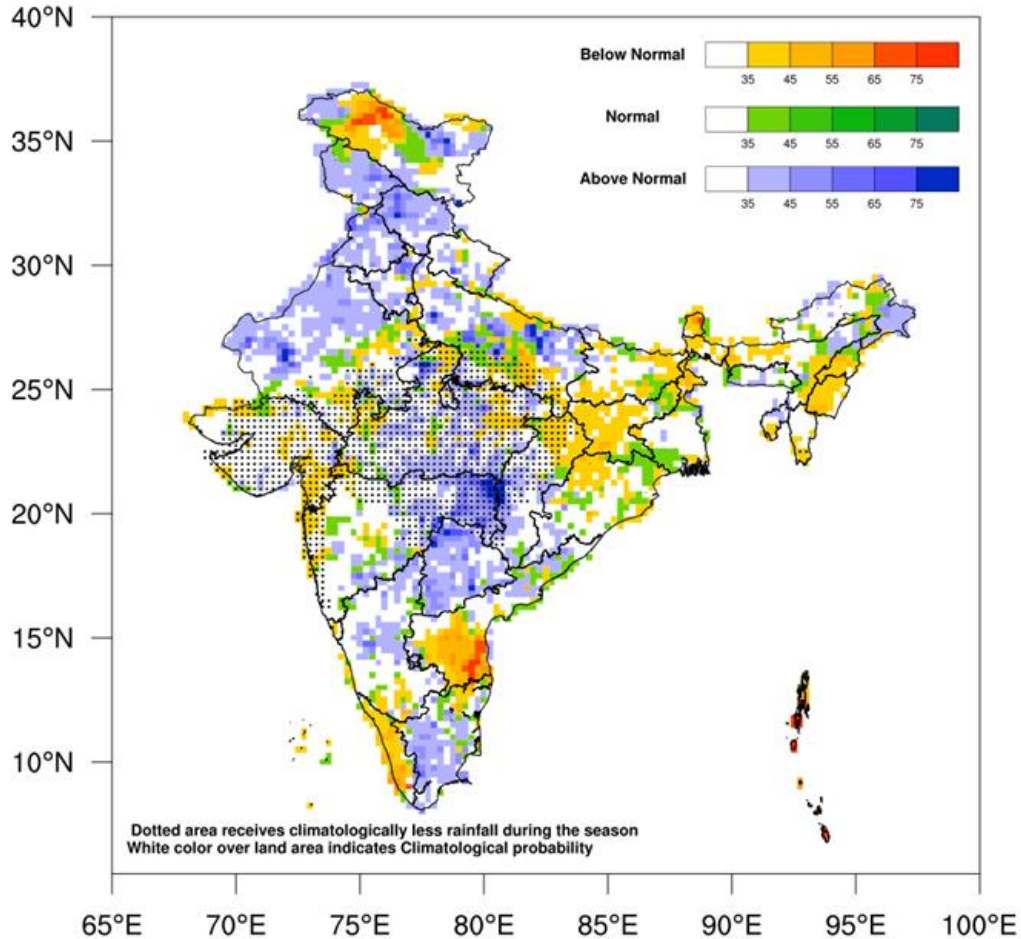 40°N
35°N
30°N
25°N
20°N
15°N
10°N
Below Normal
35 45 55 65 75
Normal
35 45 55 65 75
Above Normal
35 45 55 65 75
Dotted area receives climatologically less rainfall during the season
White color over land area indicates Climatological probability
65°E 70°E 75°E 80°E 85°E 90°E 95°E 100°E